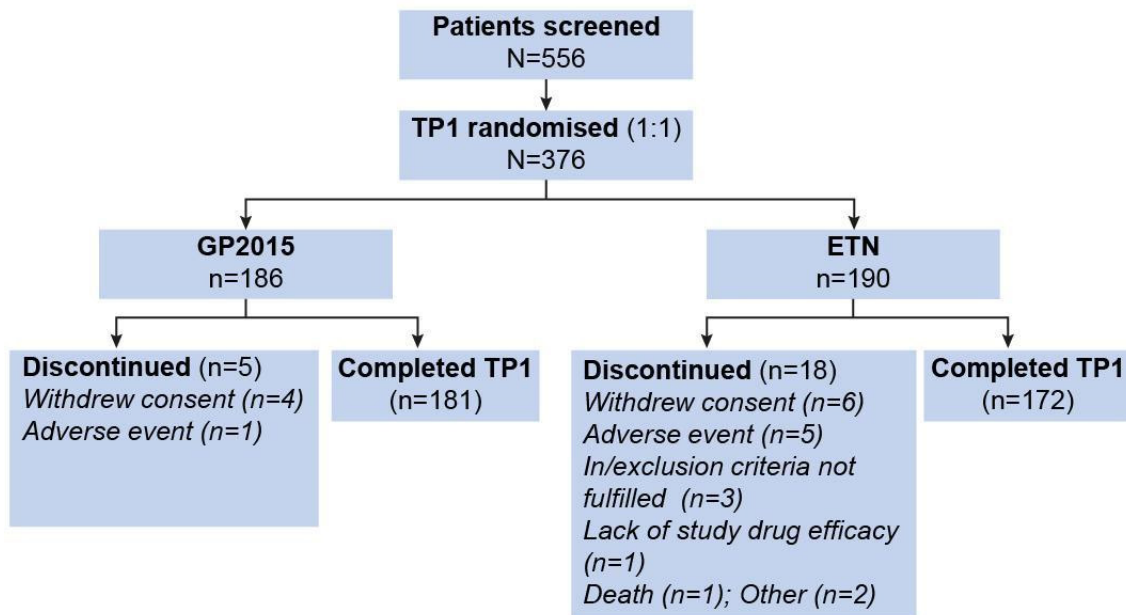 Patients screened
N=556
TP1 randomised (1:1)
N=376
GP2015
n=186
ETN
n=190
Discontinued (n=5)
Withdrew consent (n=4)
Adverse event (n=1)
Completed TP1
(n=181)
Discontinued (n=18)
Withdrew consent (n=6)
Adverse event (n=5)
In/exclusion criteria not
fulfilled (n=3)
Lack of study drug efficacy
(n=1)
Death (n=1); Other (n=2)
Completed TP1
(n=172)